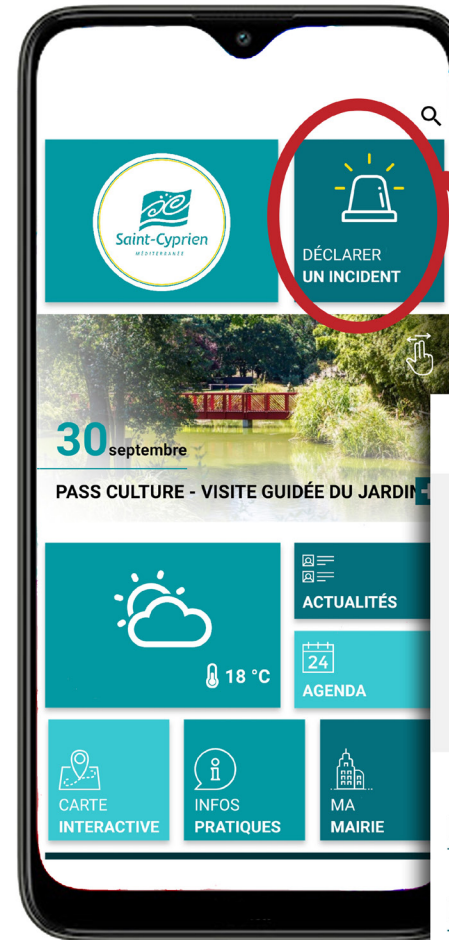 Saint-Cyprien
MÉDITERRANÉE
DÉCLARER
UN INCIDENT
30 septembre
PASS CULTURE - VISITE GUIDÉE DU JARDIN
18 °C
ACTUALITÉS
24
AGENDA
CARTE
INTERACTIVE
INFOS
PRATIQUES
MA
MAIRIE